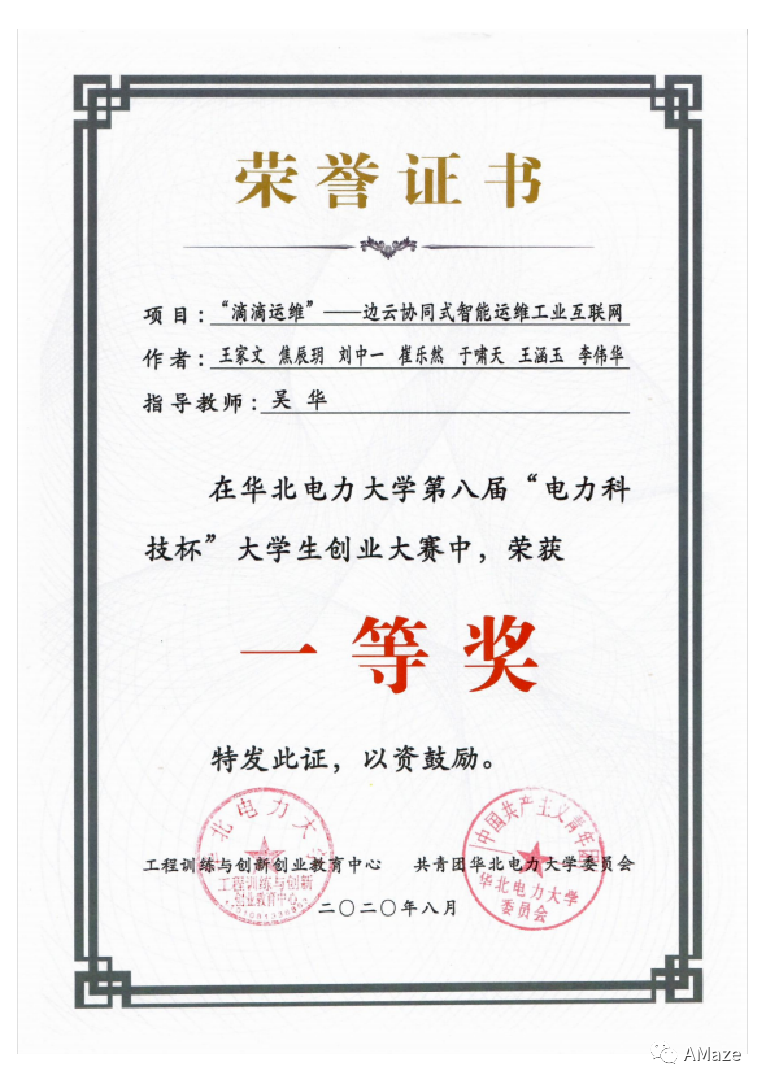 荣誉证书
项目：“滴滴运维”——边云协同式智能运维工业互联网
作者：王家文 焦辰玥 刘中一 崔乐然 于啸天 王涵玉 李伟华
指导教师：吴 华
在华北电力大学第八届“电力科
技杯”大学生创业大赛中，荣获
一等奖
特发此证，以资鼓励。
工程训练与创新创业教育中心 共青团华北电力大学委员会
二〇二〇年八月
华北电力大学
工程训练与创新
创业教育中心
中国共产主义青年团
华北电力大学
委员会
AMaze